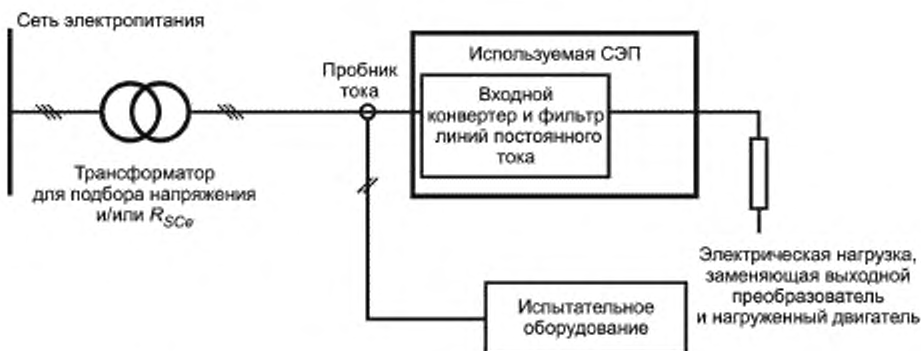 Сеть электропитания
Используемая СЭП
Пробник
тока
Входной
конвертер и фильтр
линий постоянного
тока
Трансформатор
для подбора напряжения
и/или R_SCe
Электрическая нагрузка,
заменяющая выходной
преобразователь
и нагруженный двигатель
Испытательное
оборудование